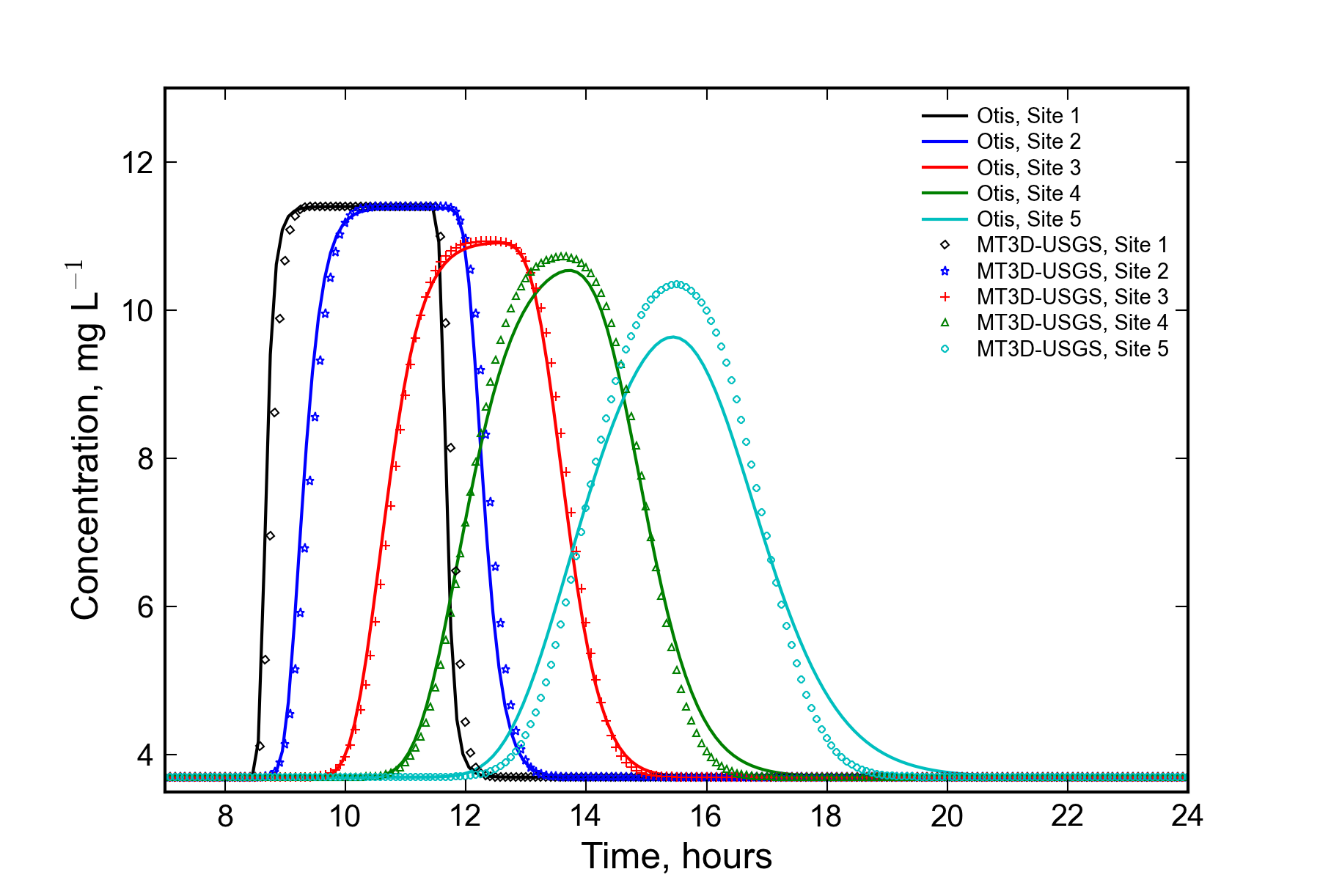 Otis, Site 1
Otis, Site 2
Otis, Site 3
Otis, Site 4
Otis, Site 5
MT3D-USGS, Site 1
MT3D-USGS, Site 2
MT3D-USGS, Site 3
MT3D-USGS, Site 4
MT3D-USGS, Site 5
Concentration, mg L⁻¹
12
10
8
6
4
8 10 12 14 16 18 20 22 24
Time, hours